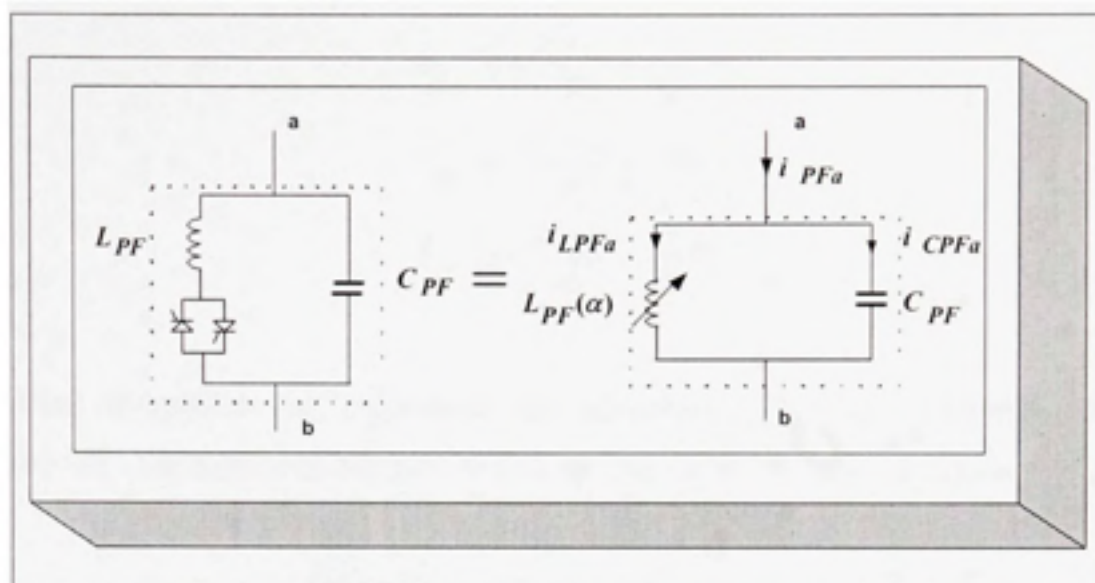 a
L PF
C PF =
b
a
i PFa
i LPFa
i CPFa
L PF (α)
C PF
b